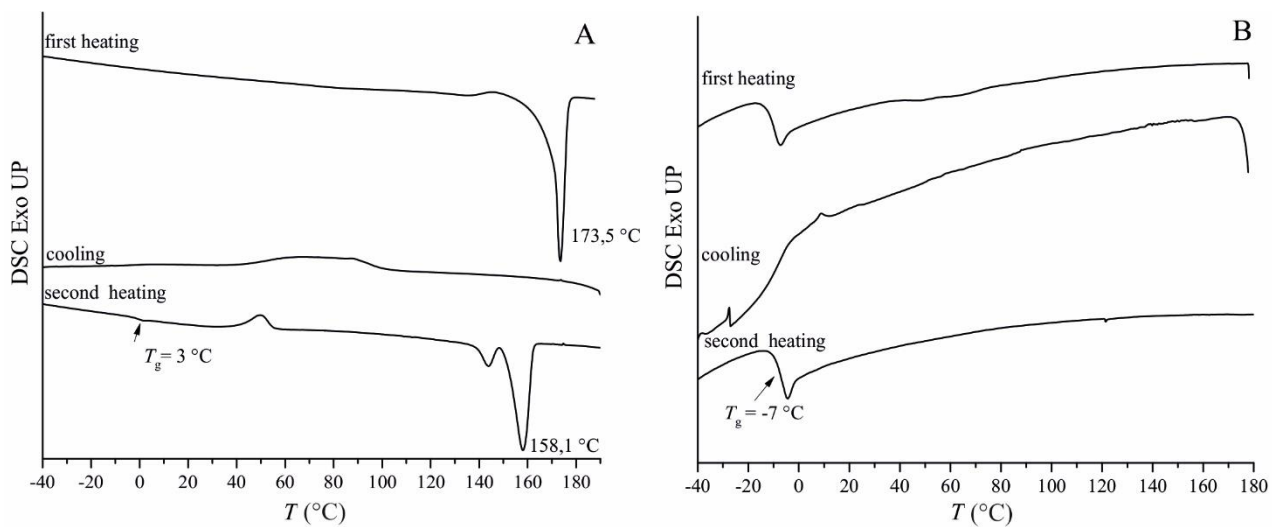 A
first heating
173,5 °C
cooling
second heating
Tg= 3 °C
158,1 °C
DSC Exo UP
-40 -20 0 20 40 60 80 100 120 140 160 180
T (°C)
B
first heating
cooling
second heating
Tg = -7 °C
DSC Exo UP
-40 -20 0 20 40 60 80 100 120 140 160 180
T (°C)